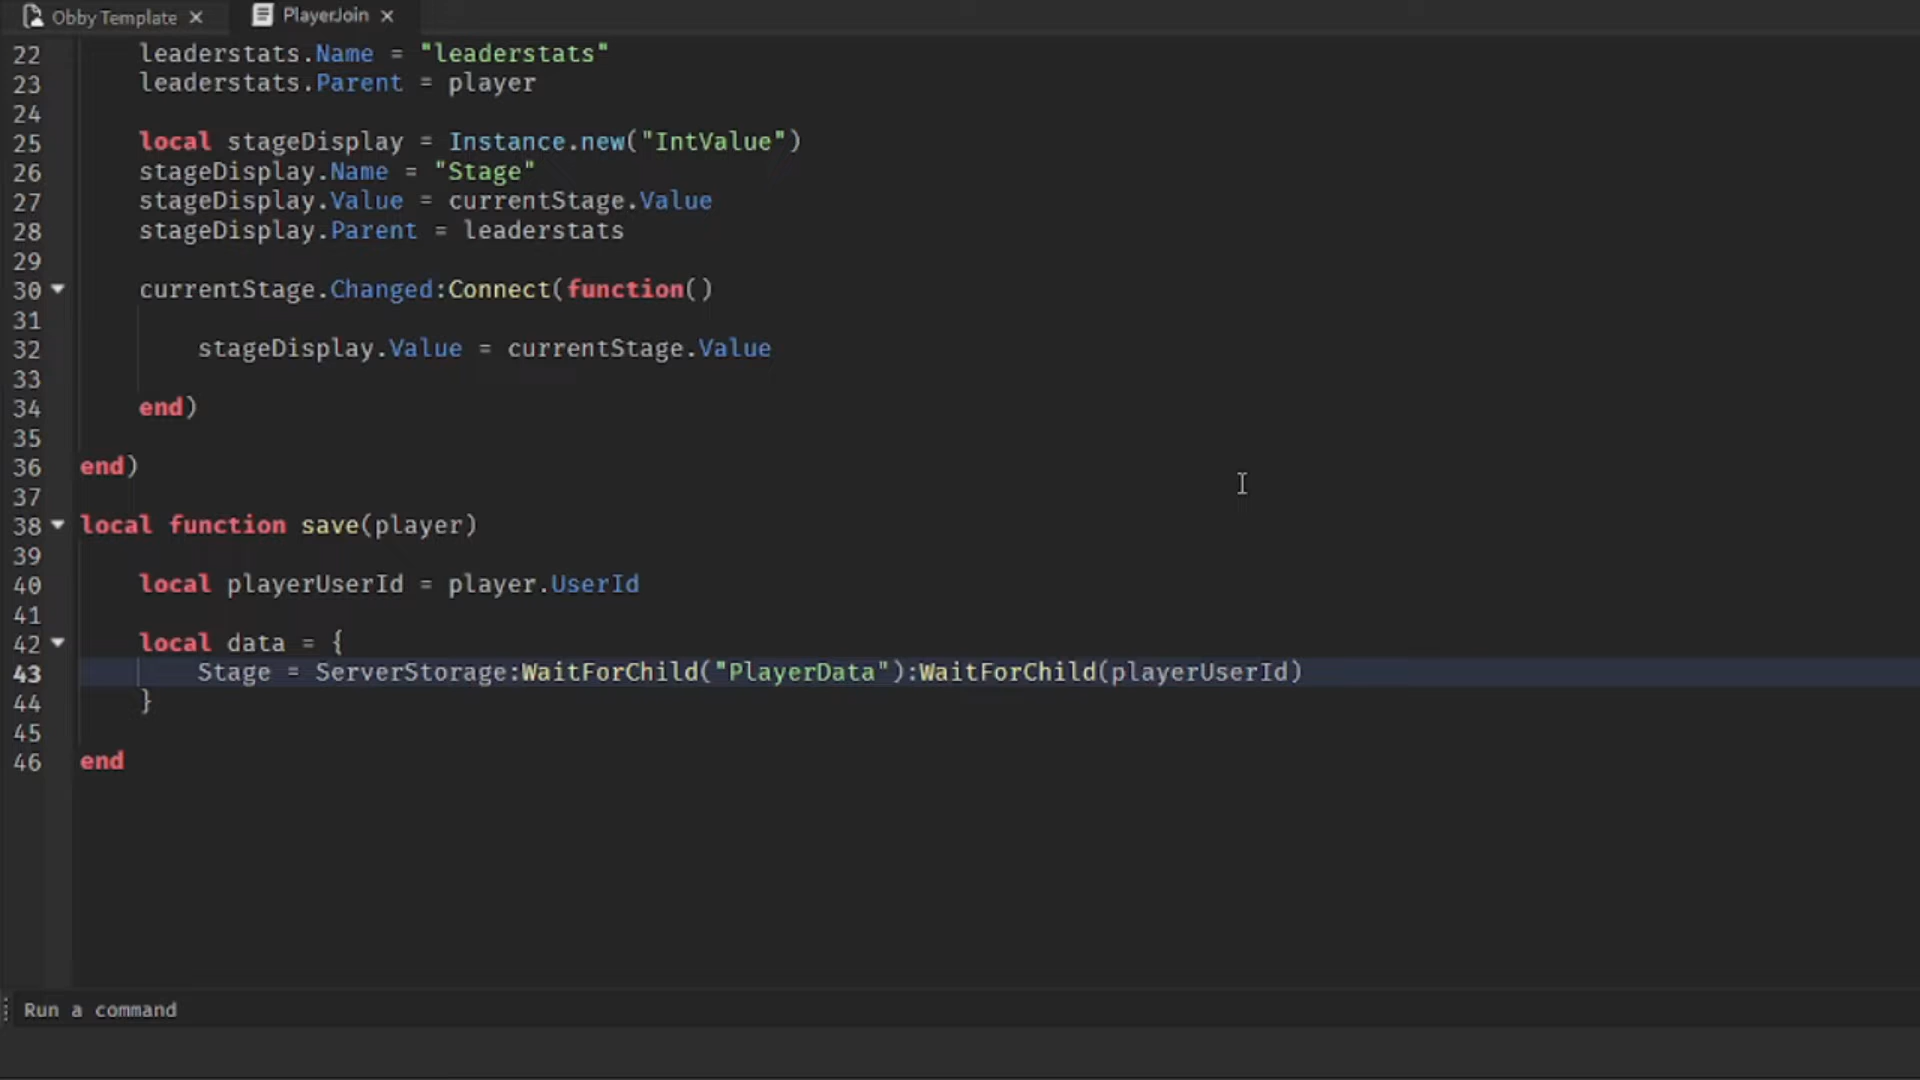 Obby Template × PlayerJoin ×
22 leaderstats.Name = "leaderstats"
23 leaderstats.Parent = player
24
25 local stageDisplay = Instance.new("IntValue")
26 stageDisplay.Name = "Stage"
27 stageDisplay.Value = currentStage.Value
28 stageDisplay.Parent = leaderstats
29
30 currentStage.Changed:Connect(function()
31
32 stageDisplay.Value = currentStage.Value
33
34 end)
35
36 end)
37
38 local function save(player)
39
40 local playerUserId = player.UserId
41
42 local data = {
43 Stage = ServerStorage:WaitForChild("PlayerData"):WaitForChild(playerUserId)
44 }
45
46 end
Run a command